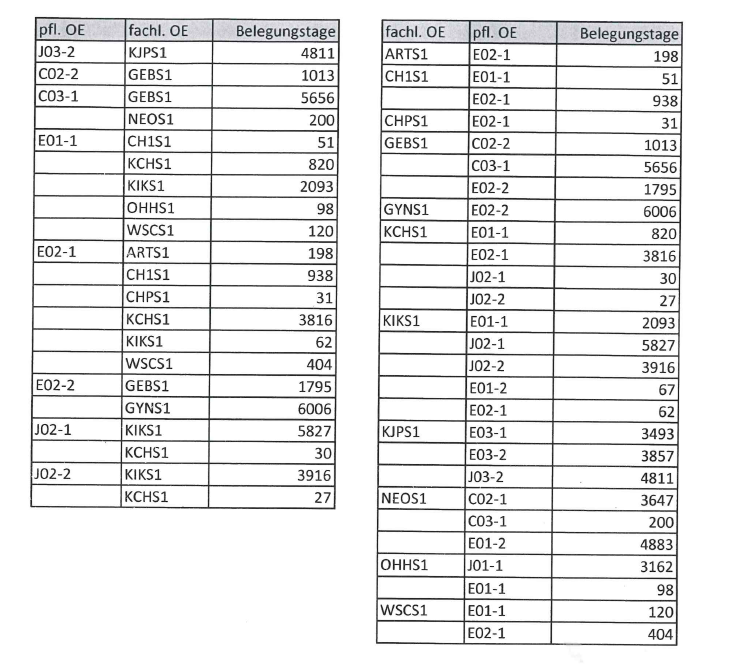 pfl. OE fachl. OE Belegungstage
J03-2 KJPS1 4811
C02-2 GEBS1 1013
C03-1 GEBS1 5656
NEOS1 200
E01-1 CH1S1 51
KCHS1 820
KIKS1 2093
OHHS1 98
WSCS1 120
E02-1 ARTS1 198
CH1S1 938
CHPS1 31
KCHS1 3816
KIKS1 62
WSCS1 404
E02-2 GEBS1 1795
GYNS1 6006
J02-1 KIKS1 5827
KCHS1 30
J02-2 KIKS1 3916
KCHS1 27
fachl. OE pfl. OE Belegungstage
ARTS1 E02-1 198
CH1S1 E01-1 51
E02-1 938
CHPS1 E02-1 31
GEBS1 C02-2 1013
C03-1 5656
E02-2 1795
GYNS1 E02-2 6006
KCHS1 E01-1 820
E02-1 3816
J02-1 30
J02-2 27
KIKS1 E01-1 2093
J02-1 5827
J02-2 3916
E01-2 67
E02-1 62
KJPS1 E03-1 3493
E03-2 3857
J03-2 4811
NEOS1 C02-1 3647
C03-1 200
E01-2 4883
OHHS1 J01-1 3162
E01-1 98
WSCS1 E01-1 120
E02-1 404